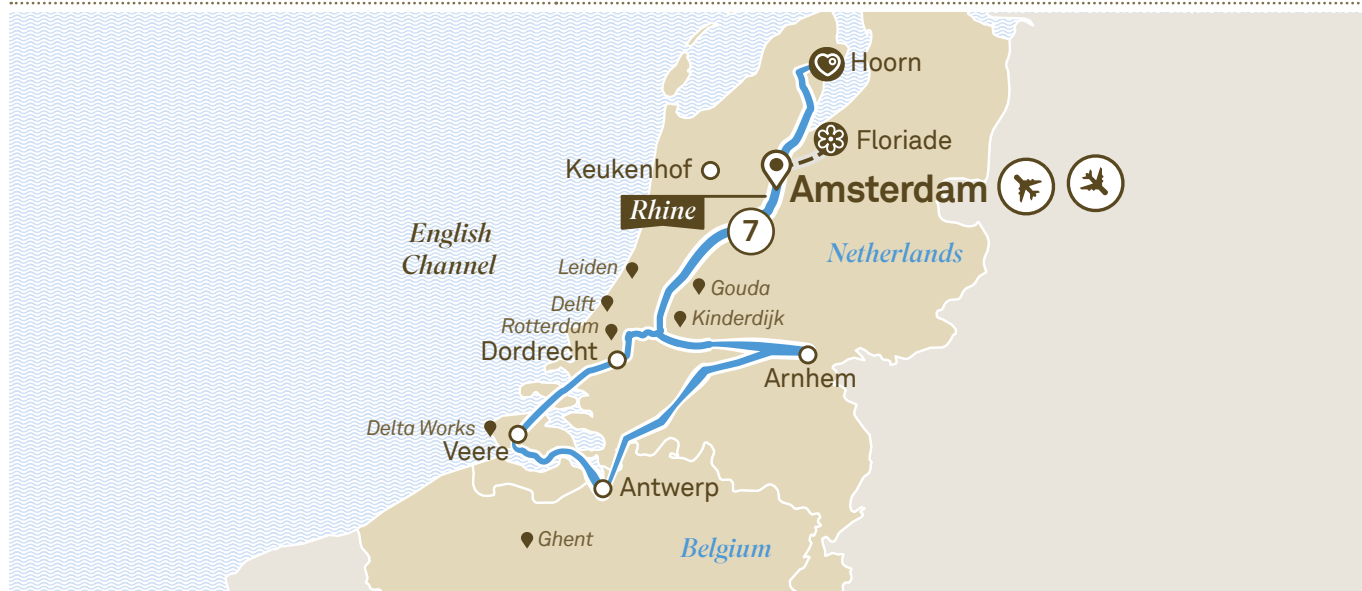 Hoorn
Floriade
Keukenhof
Amsterdam
Rhine
7
English
Channel
Netherlands
Leiden
Gouda
Delft
Kinderdijk
Rotterdam
Dordrecht
Arnhem
Delta Works
Veere
Antwerp
Ghent
Belgium